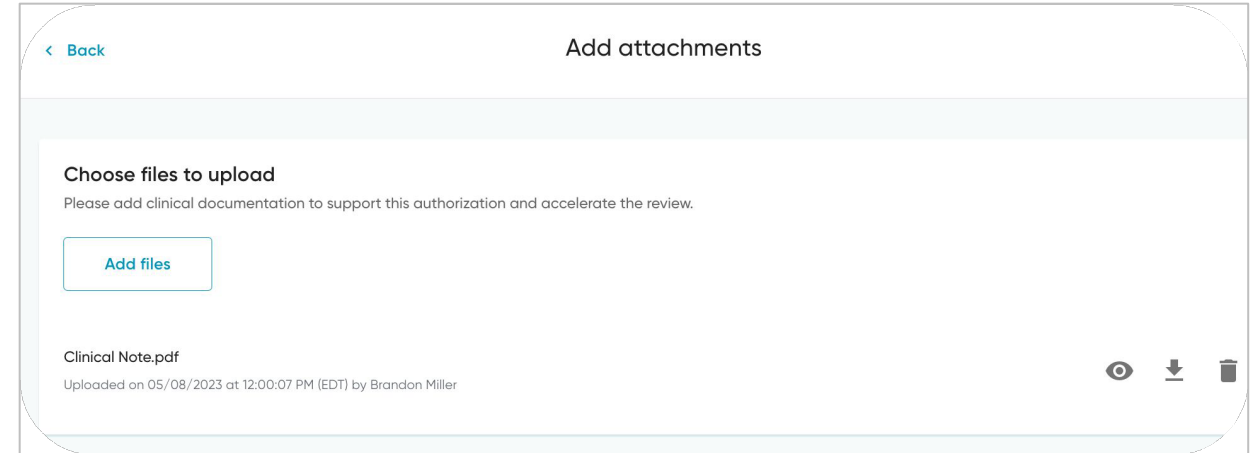 Back
Add attachments
Choose files to upload
Please add clinical documentation to support this authorization and accelerate the review.
Add files
Clinical Note.pdf
Uploaded on 05/08/2023 at 12:00:07 PM (EDT) by Brandon Miller